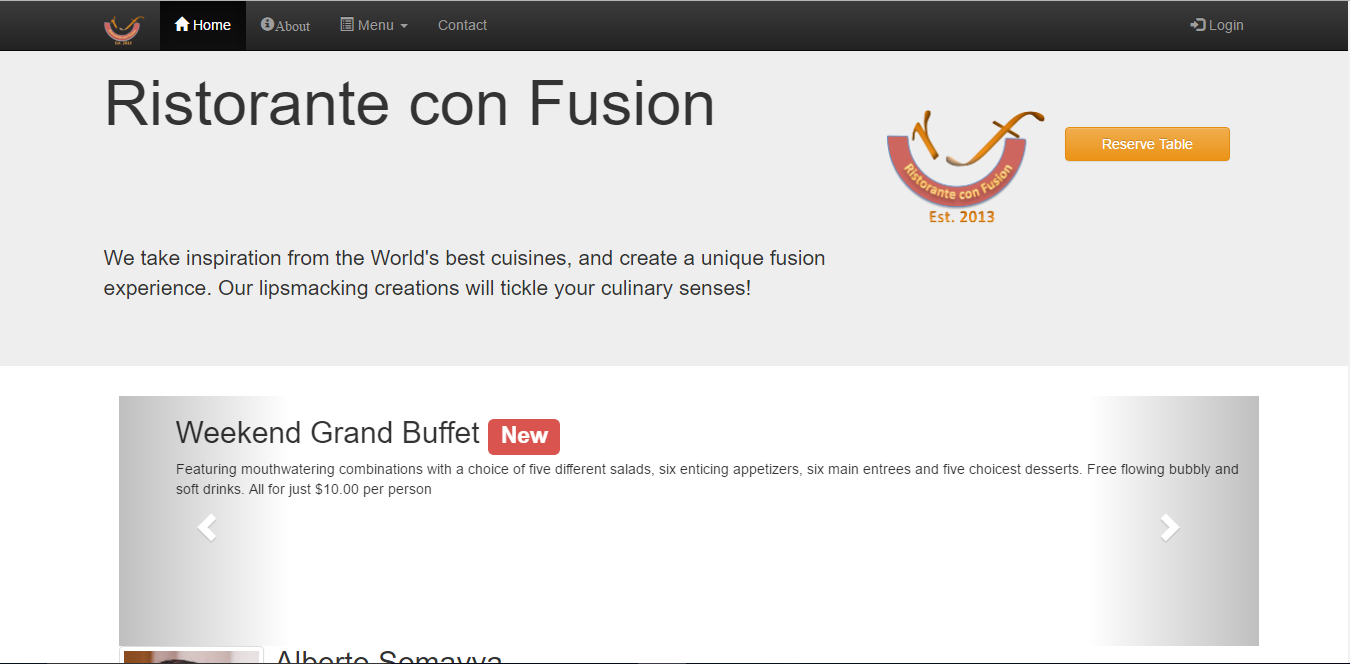 Home About Menu Contact Login
Ristorante con Fusion
Ristorante con Fusion
Est. 2013
Reserve Table
We take inspiration from the World's best cuisines, and create a unique fusion
experience. Our lipsmacking creations will tickle your culinary senses!
Weekend Grand Buffet New
Featuring mouthwatering combinations with a choice of five different salads, six enticing appetizers, six main entrees and five choicest desserts. Free flowing bubbly and
soft drinks. All for just $10.00 per person
Alberto Somayya